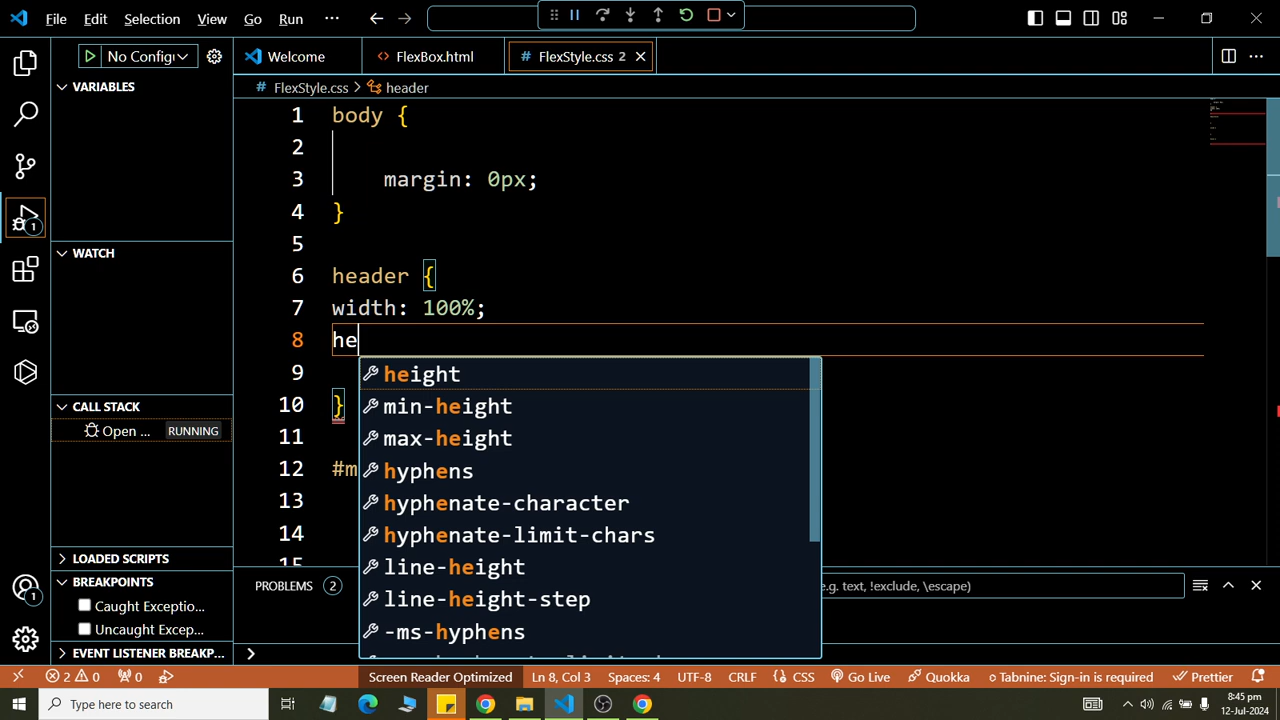 File Edit Selection View Go Run ···
No Configu
Welcome
FlexBox.html
# FlexStyle.css 2
VARIABLES
# FlexStyle.css > header
1 body {
2
3 margin: 0px;
4 }
5
6 header {
7 width: 100%;
8 he
9
10 }
11
12 #m
13
14
height
min-height
max-height
hyphens
hyphenate-character
hyphenate-limit-chars
line-height
line-height-step
-ms-hyphens
WATCH
CALL STACK
Open ... RUNNING
LOADED SCRIPTS
BREAKPOINTS
Caught Exceptio...
Uncaught Excep...
EVENT LISTENER BREAKP...
PROBLEMS 2
e.g. text, !exclude, \escape)
2 0 0
Screen Reader Optimized
Ln 8, Col 3
Spaces: 4
UTF-8
CRLF
{} CSS
Go Live
Quokka
Tabnine: Sign-in is required
Prettier
Type here to search
8:45 pm
12-Jul-2024